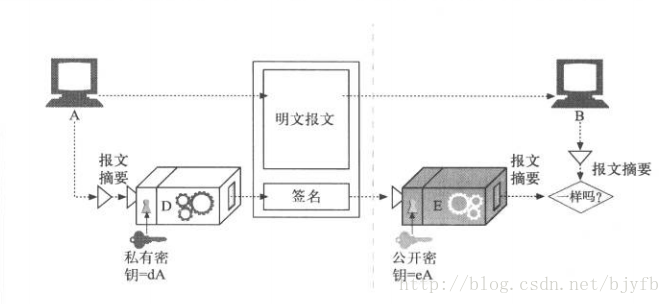 A
B
明文报文
报文
摘要
报文
摘要
报文摘要
D
签名
E
一样吗?
私有密
钥=dA
公开密
钥=eA
http://blog.csdn.net/bjyfb